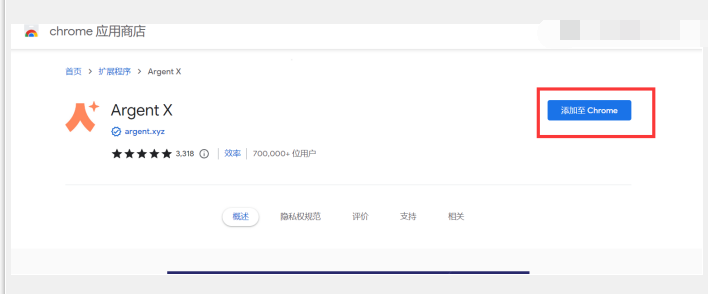 chrome 应用商店
首页 > 扩展程序 > Argent X
Argent X
添加至 Chrome
argent.xyz
3,318 效率 700,000+ 位用户
概述 隐私权规范 评价 支持 相关